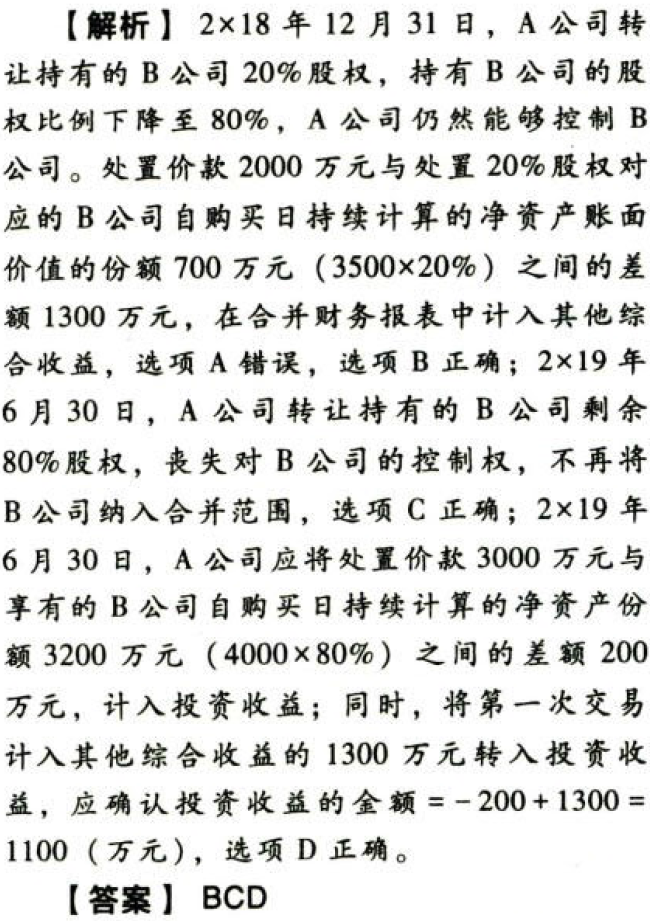 【解析】 2×18 年 12 月 31 日，A 公司转
让持有的 B 公司 20%股权，持有 B 公司的股
权比例下降至 80%，A 公司仍然能够控制 B
公司。处置价款 2000 万元与处置 20%股权对
应的 B 公司自购买日持续计算的净资产账面
价值的份额 700 万元（3500×20%）之间的差
额 1300 万元，在合并财务报表中计入其他综
合收益，选项 A 错误，选项 B 正确；2×19 年
6 月 30 日，A 公司转让持有的 B 公司剩余
80%股权，丧失对 B 公司的控制权，不再将
B 公司纳入合并范围，选项 C 正确；2×19 年
6 月 30 日，A 公司应将处置价款 3000 万元与
享有的 B 公司自购买日持续计算的净资产份
额 3200 万元（4000×80%）之间的差额 200
万元，计入投资收益；同时，将第一次交易
计入其他综合收益的 1300 万元转入投资收
益，应确认投资收益的金额 = - 200 + 1300 =
1100（万元），选项 D 正确。
【答案】 BCD